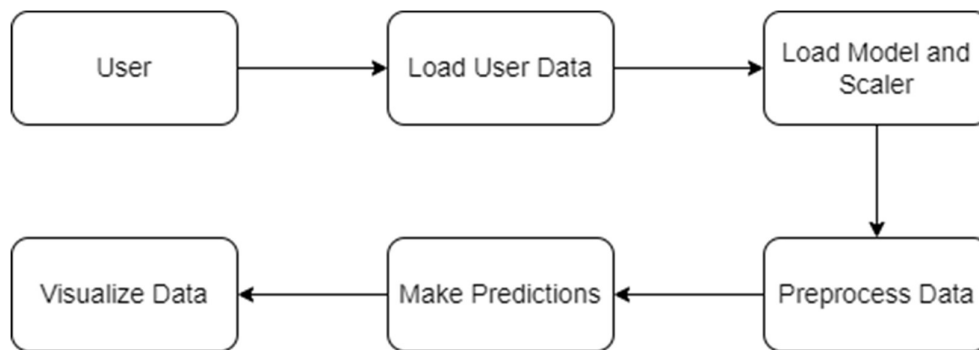 User
Load User Data
Load Model and
Scaler
Visualize Data
Make Predictions
Preprocess Data